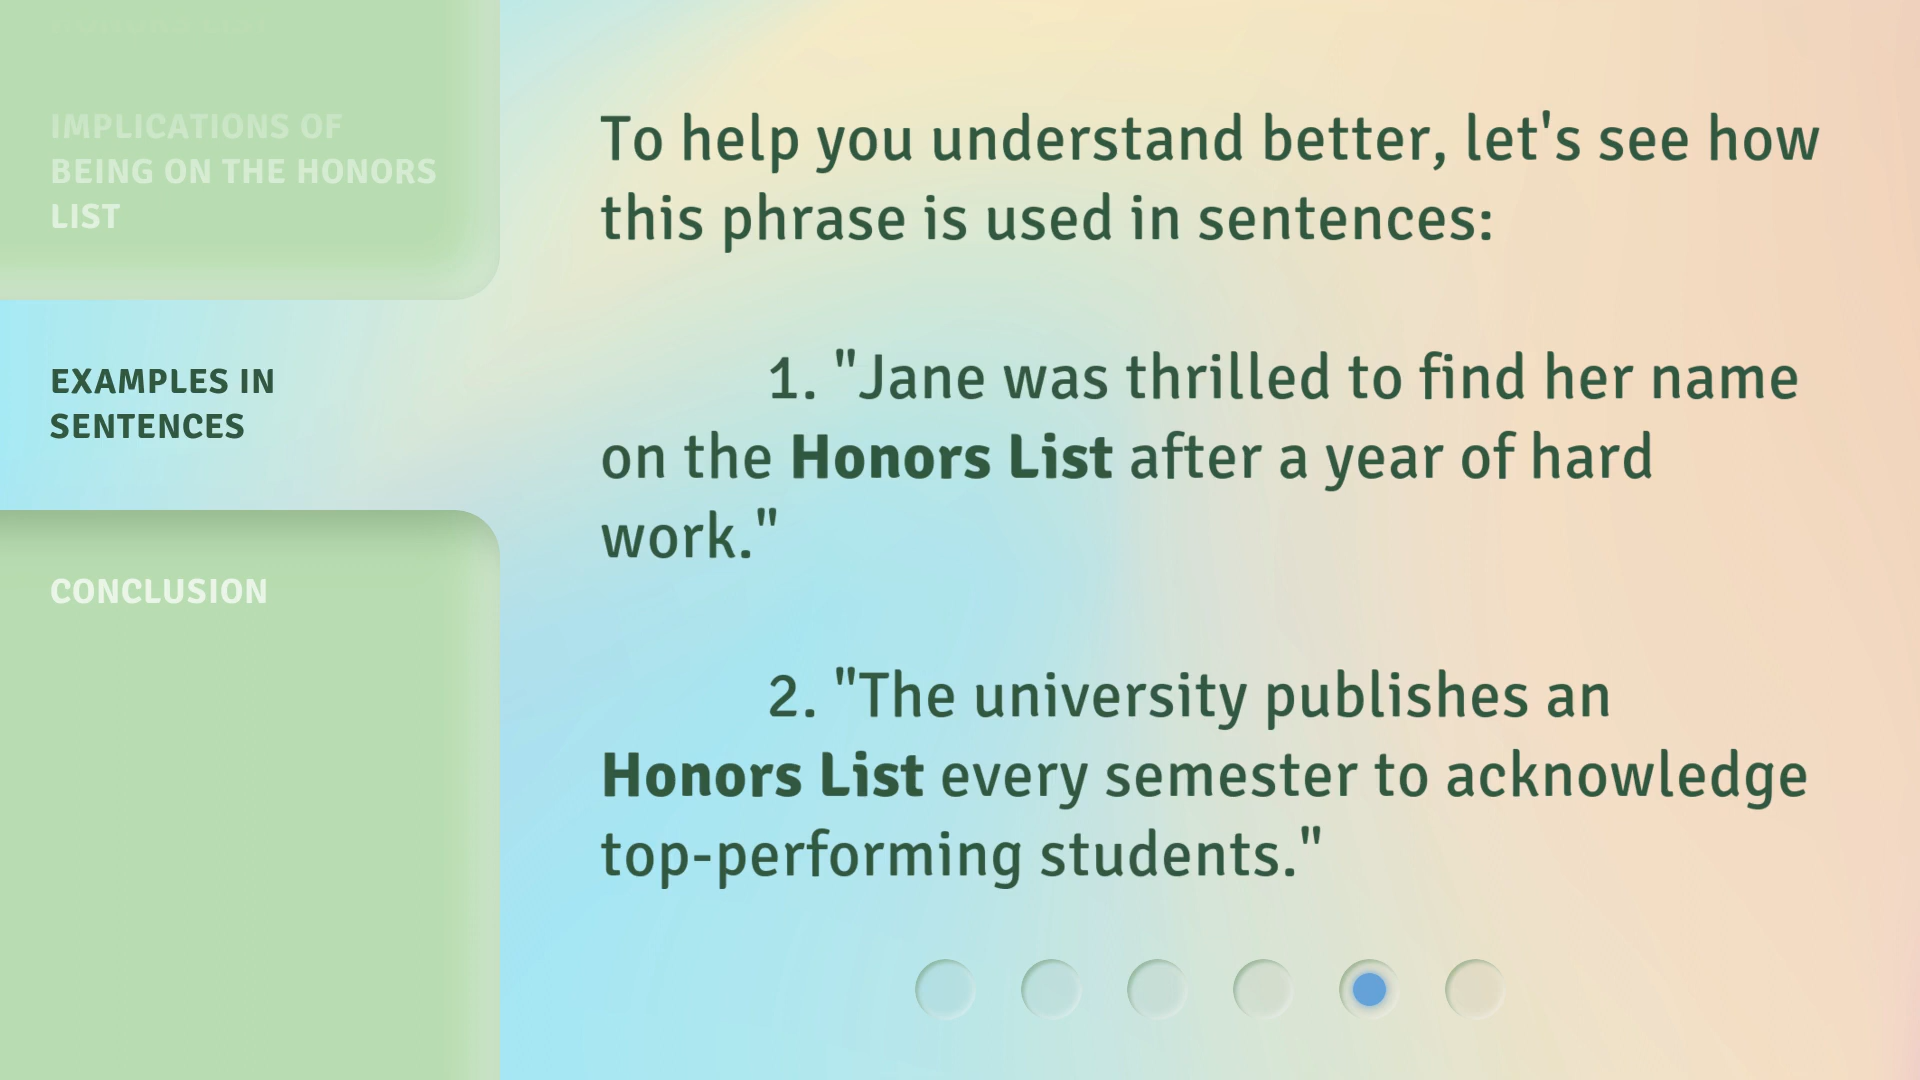 IMPLICATIONS OF
BEING ON THE HONORS
LIST
EXAMPLES IN
SENTENCES
CONCLUSION
To help you understand better, let's see how
this phrase is used in sentences:
1. "Jane was thrilled to find her name
on the Honors List after a year of hard
work."
2. "The university publishes an
Honors List every semester to acknowledge
top-performing students."